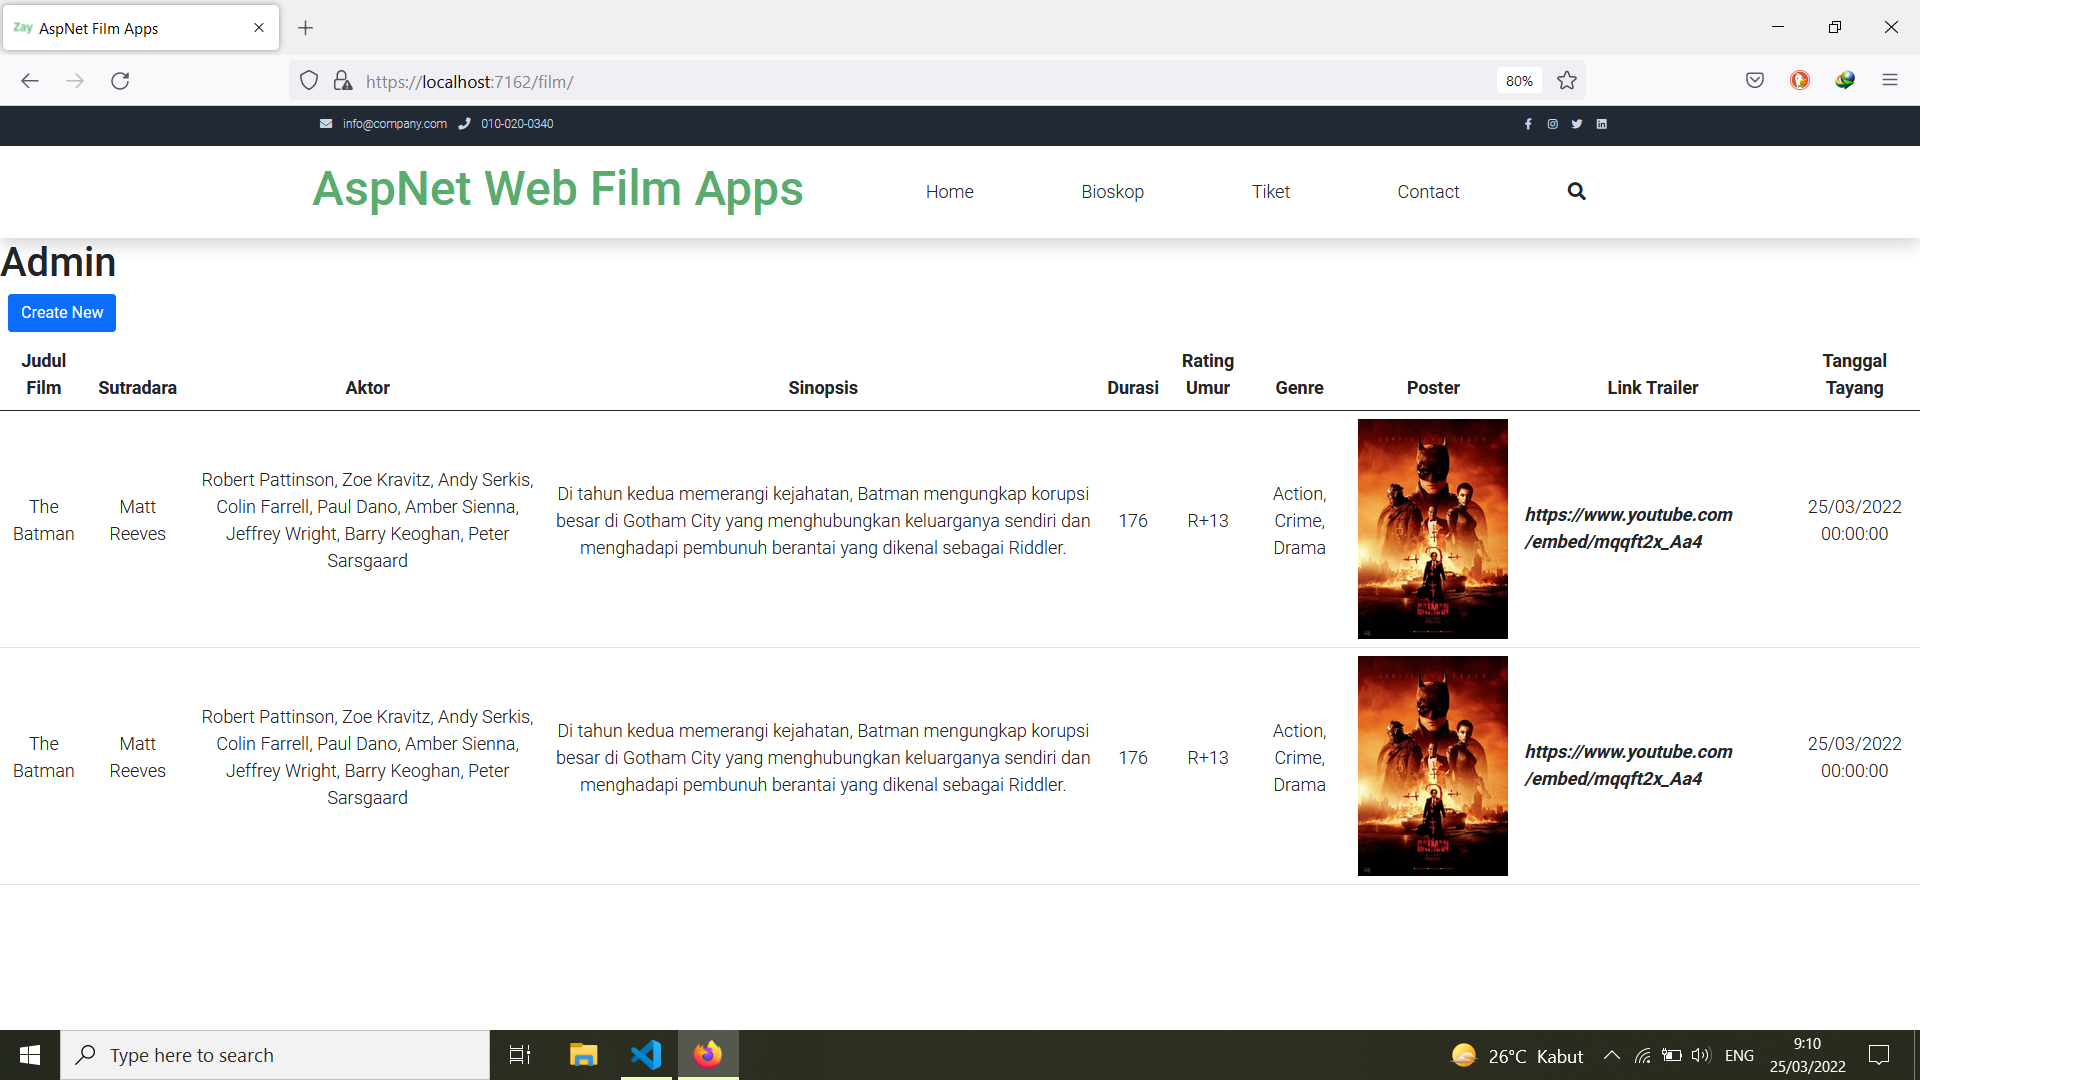 Zay AspNet Film Apps
https://localhost:7162/film/
80%
info@company.com 010-020-0340
AspNet Web Film Apps Home Bioskop Tiket Contact
Admin
Create New
Judul Film Sutradara Aktor Sinopsis Durasi Rating Umur Genre Poster Link Trailer Tanggal Tayang
The Batman
Matt Reeves
Robert Pattinson, Zoe Kravitz, Andy Serkis,
Colin Farrell, Paul Dano, Amber Sienna,
Jeffrey Wright, Barry Keoghan, Peter
Sarsgaard
Di tahun kedua memerangi kejahatan, Batman mengungkap korupsi
besar di Gotham City yang menghubungkan keluarganya sendiri dan
menghadapi pembunuh berantai yang dikenal sebagai Riddler.
176
R+13
Action,
Crime,
Drama
BATMAN
https://www.youtube.com
/embed/mqqft2x_Aa4
25/03/2022
00:00:00
The Batman
Matt Reeves
Robert Pattinson, Zoe Kravitz, Andy Serkis,
Colin Farrell, Paul Dano, Amber Sienna,
Jeffrey Wright, Barry Keoghan, Peter
Sarsgaard
Di tahun kedua memerangi kejahatan, Batman mengungkap korupsi
besar di Gotham City yang menghubungkan keluarganya sendiri dan
menghadapi pembunuh berantai yang dikenal sebagai Riddler.
176
R+13
Action,
Crime,
Drama
BATMAN
https://www.youtube.com
/embed/mqqft2x_Aa4
25/03/2022
00:00:00
Type here to search
26°C Kabut
ENG
9:10
25/03/2022